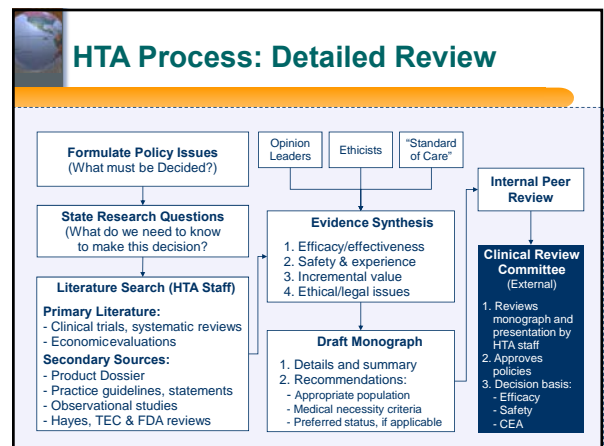 HTA Process: Detailed Review
Formulate Policy Issues
(What must be Decided?)
State Research Questions
(What do we need to know
to make this decision?
Literature Search (HTA Staff)
Primary Literature:
- Clinical trials, systematic reviews
- Economicevaluations
Secondary Sources:
- Product Dossier
- Practice guidelines, statements
- Observational studies
- Hayes, TEC & FDA reviews
Opinion
Leaders
Ethicists
"Standard
of Care"
Evidence Synthesis
1. Efficacy/effectiveness
2. Safety & experience
3. Incremental value
4. Ethical/legal issues
Draft Monograph
1. Details and summary
2. Recommendations:
- Appropriate population
- Medical necessity criteria
- Preferred status, if applicable
Internal Peer
Review
Clinical Review
Committee
(External)
1. Reviews
monograph and
presentation by
HTA staff
2. Approves
policies
3. Decision basis:
- Efficacy
- Safety
- CEA